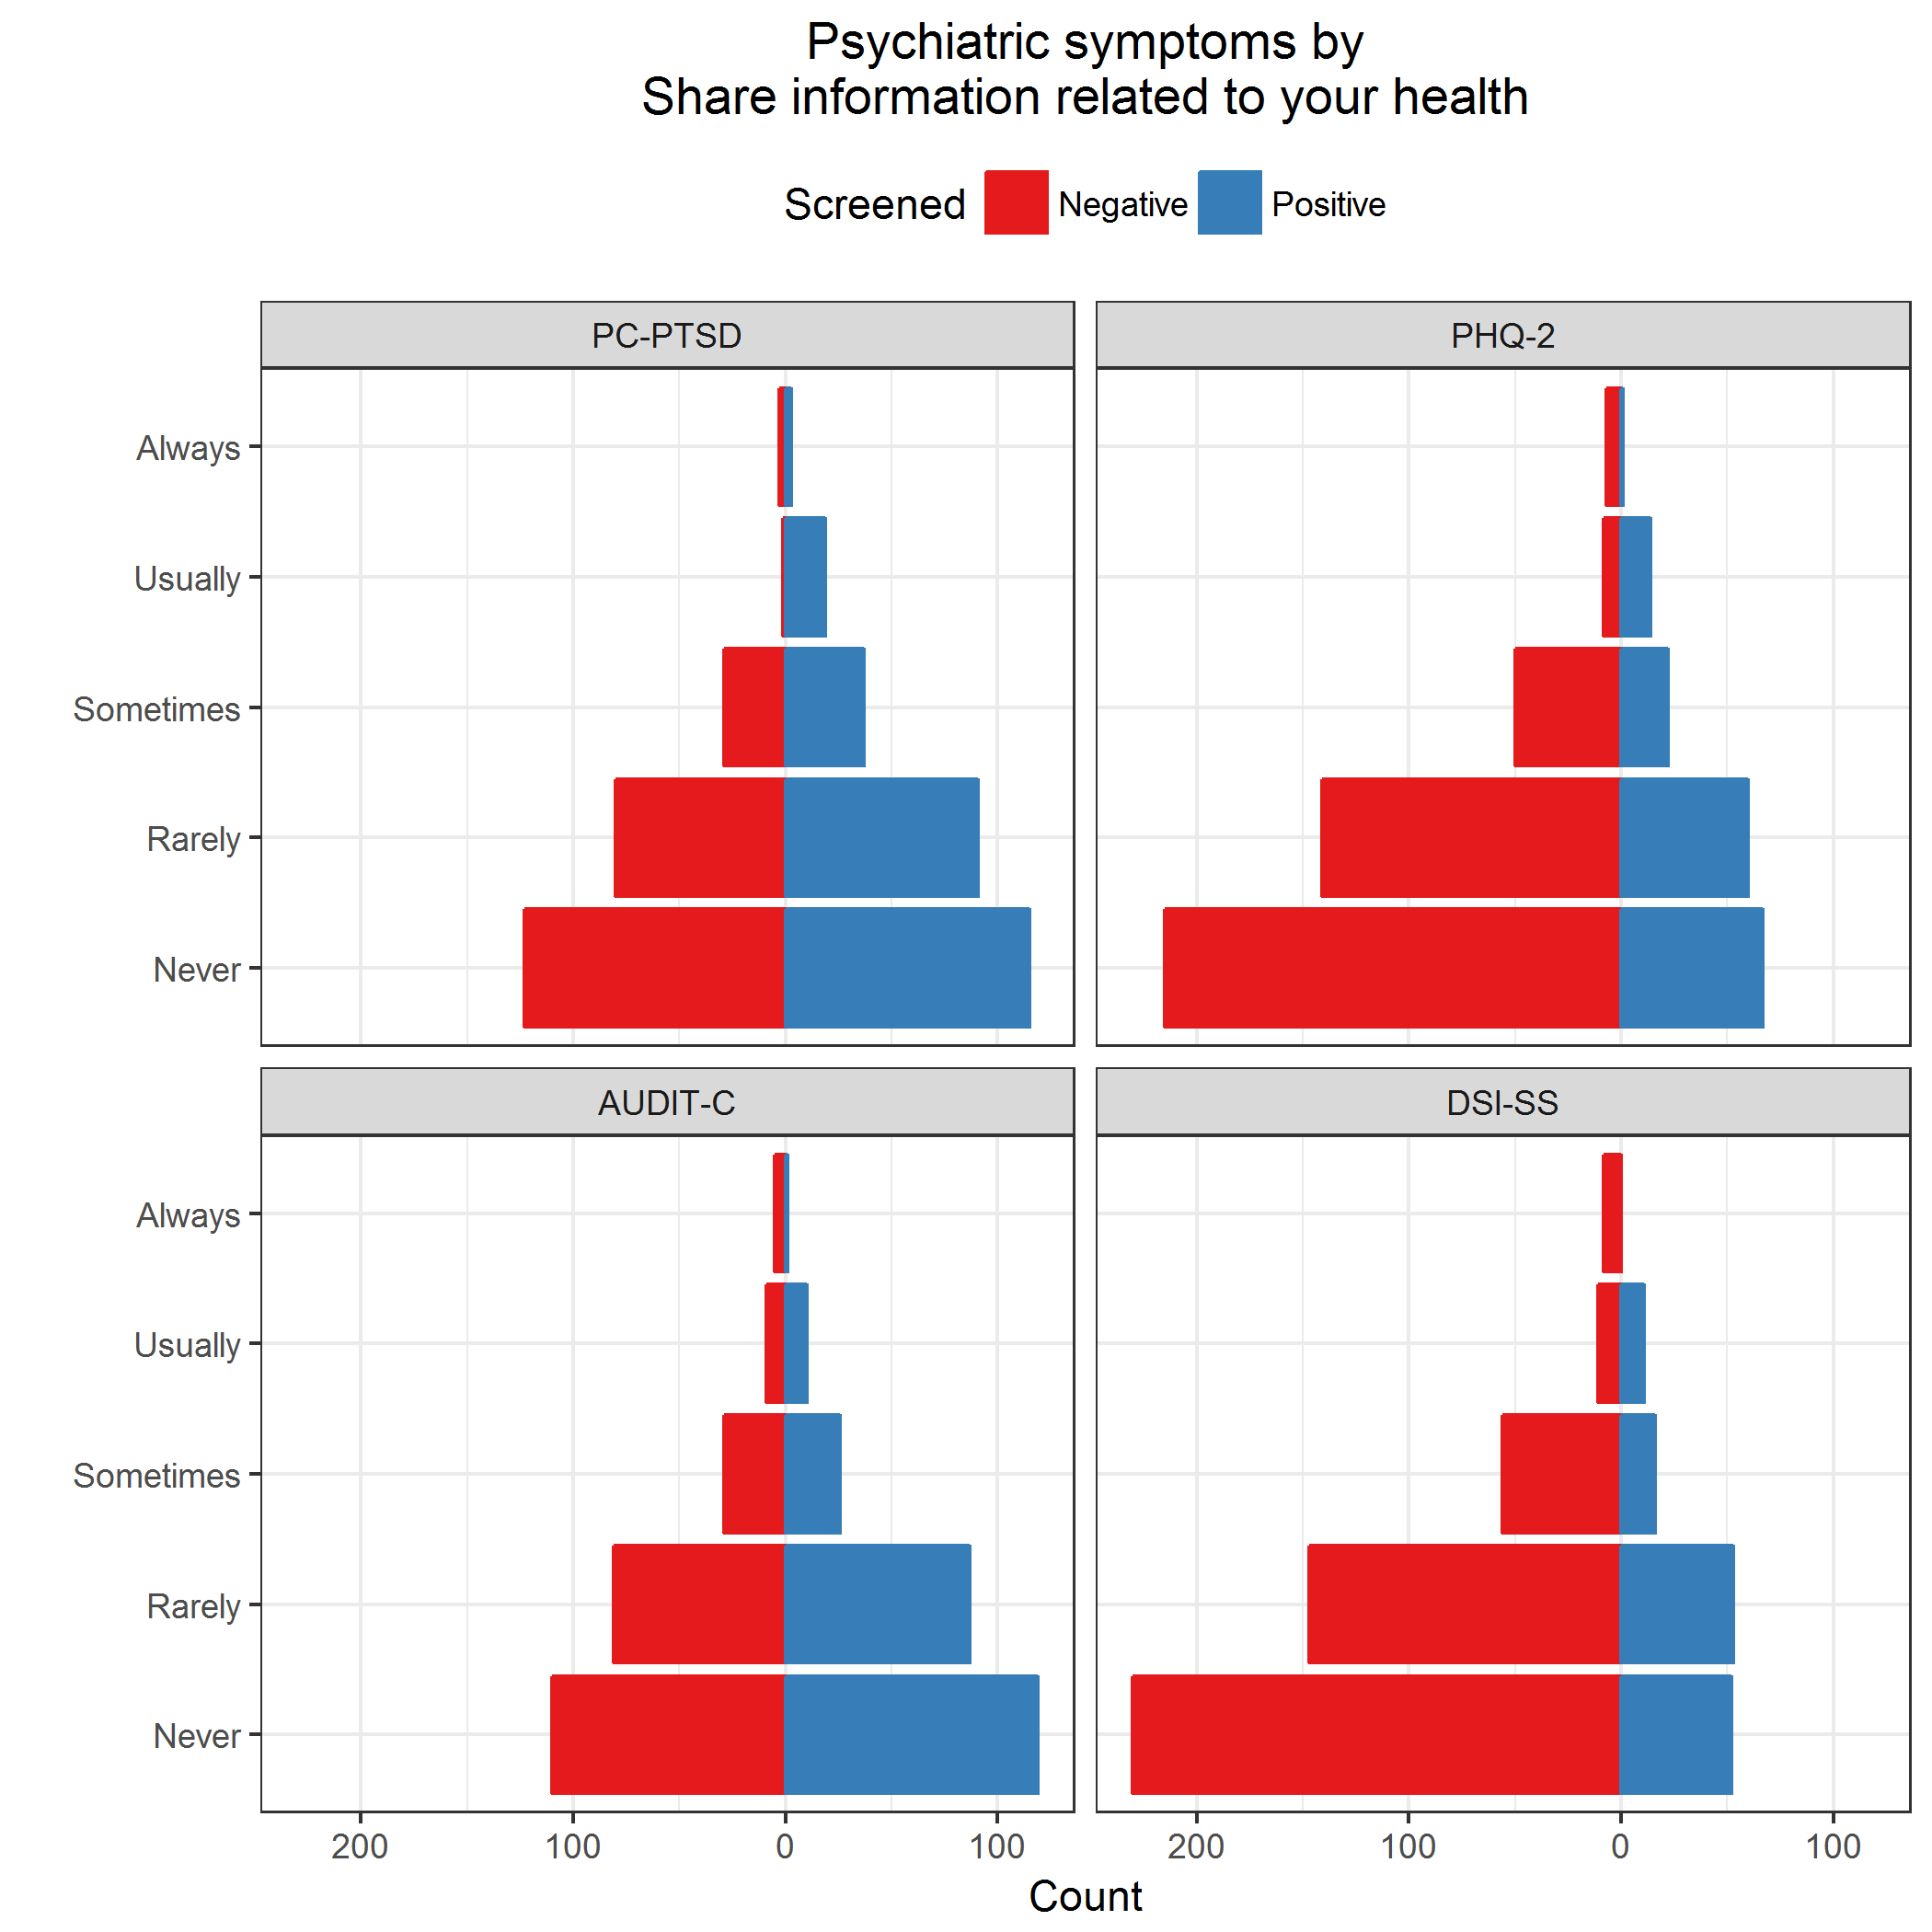 Psychiatric symptoms by
Share information related to your health
Screened Negative Positive
PC-PTSD PHQ-2
Always
Usually
Sometimes
Rarely
Never
AUDIT-C DSI-SS
Always
Usually
Sometimes
Rarely
Never
200 100 0 100 200 100 0 100
Count